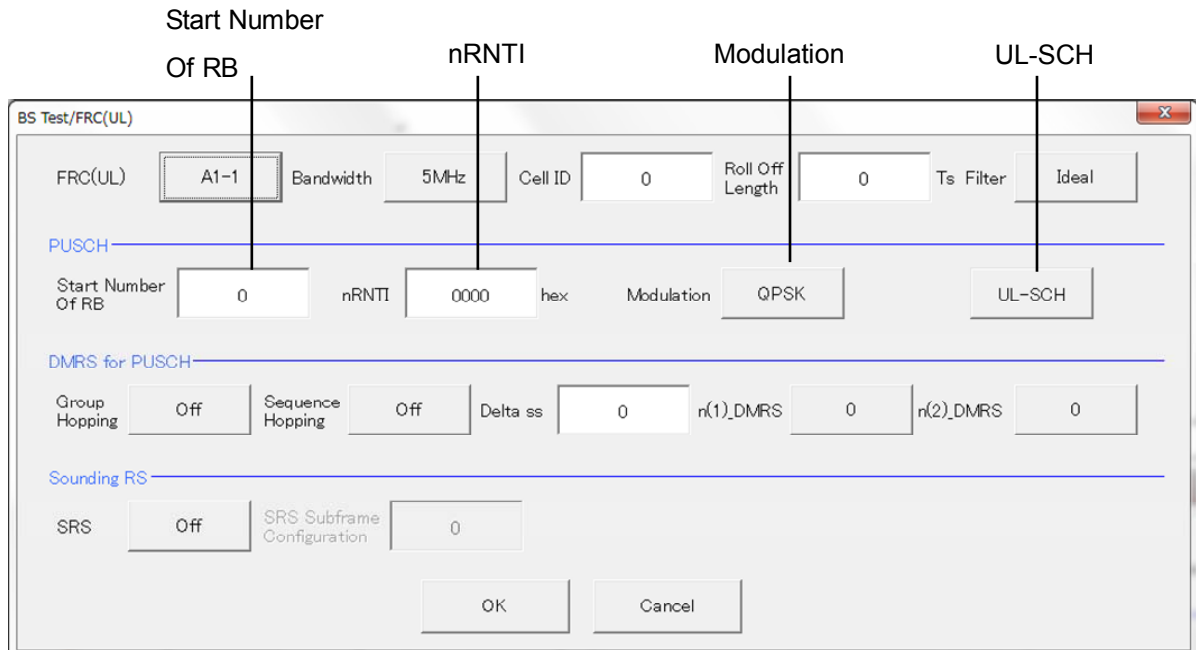 Start Number
Of RB
nRNTI
Modulation
UL-SCH
BS Test/FRC(UL)
x
FRC(UL) A1-1 Bandwidth 5MHz Cell ID 0 Roll Off Length 0 Ts Filter Ideal
PUSCH
Start Number Of RB 0 nRNTI 0000 hex Modulation QPSK UL-SCH
DMRS for PUSCH
Group Hopping Off Sequence Hopping Off Delta ss 0 n(1)_DMRS 0 n(2)_DMRS 0
Sounding RS
SRS Off SRS Subframe Configuration 0
OK Cancel